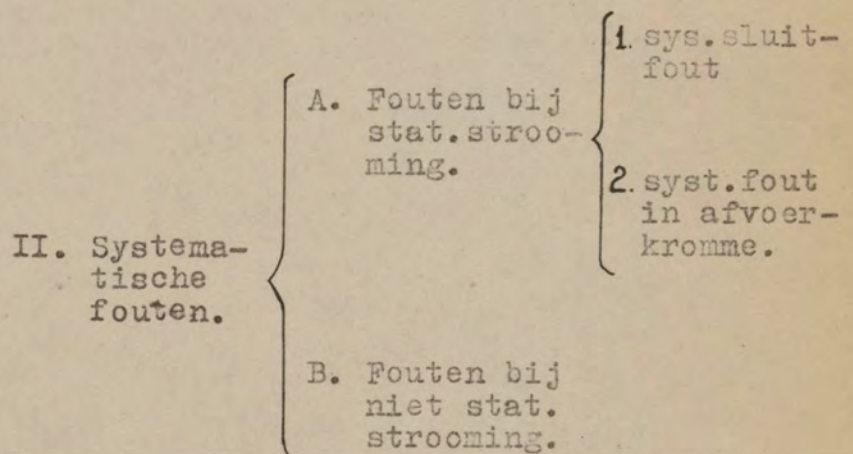 II. Systema-
tische
fouten.
A. Fouten bij
stat.stroo-
ming.
1. sys.sluit-
fout
2. syst.fout
in afvoer-
kromme.
B. Fouten bij
niet stat.
strooming.